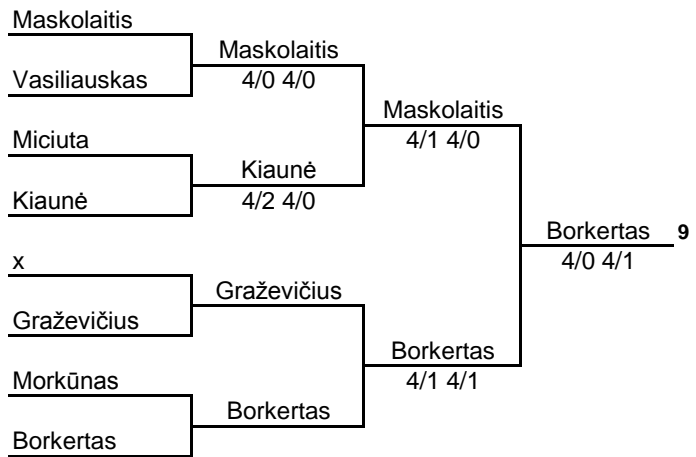 Maskolaitis
Maskolaitis
Vasiliauskas
4/0 4/0
Maskolaitis
Miciuta
4/1 4/0
Kiaunė
Kiaunė
4/2 4/0
Borkertas 9
x
4/0 4/1
Graževičius
Graževičius
Borkertas
Morkūnas
4/1 4/1
Borkertas
Borkertas